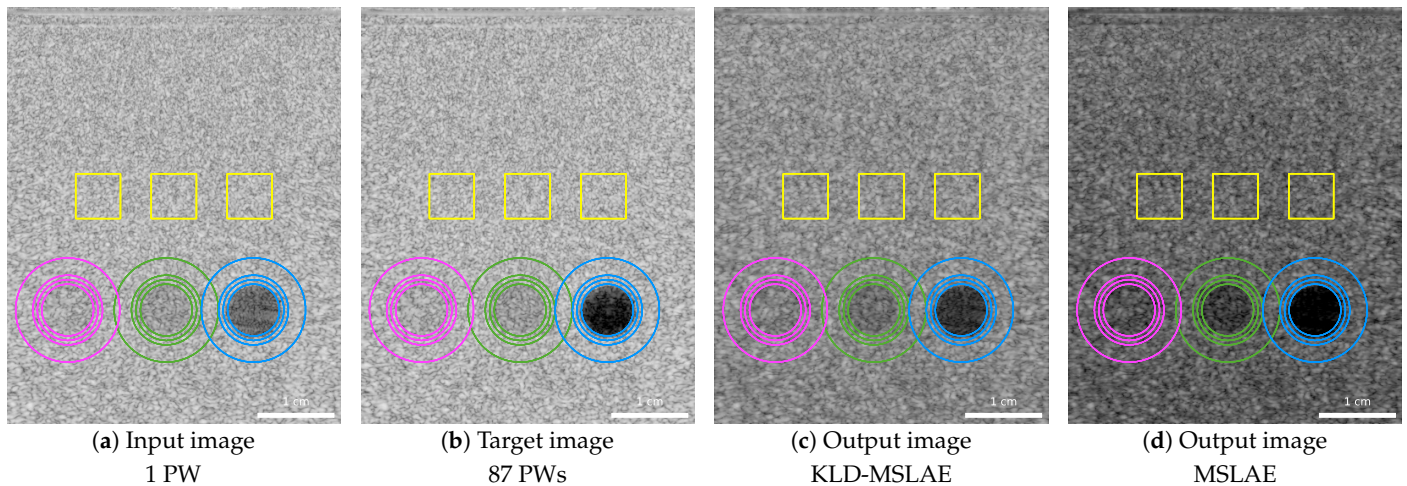 1 cm
1 cm
1 cm
1 cm
(a) Input image
1 PW
(b) Target image
87 PWs
(c) Output image
KLD-MSLAE
(d) Output image
MSLAE